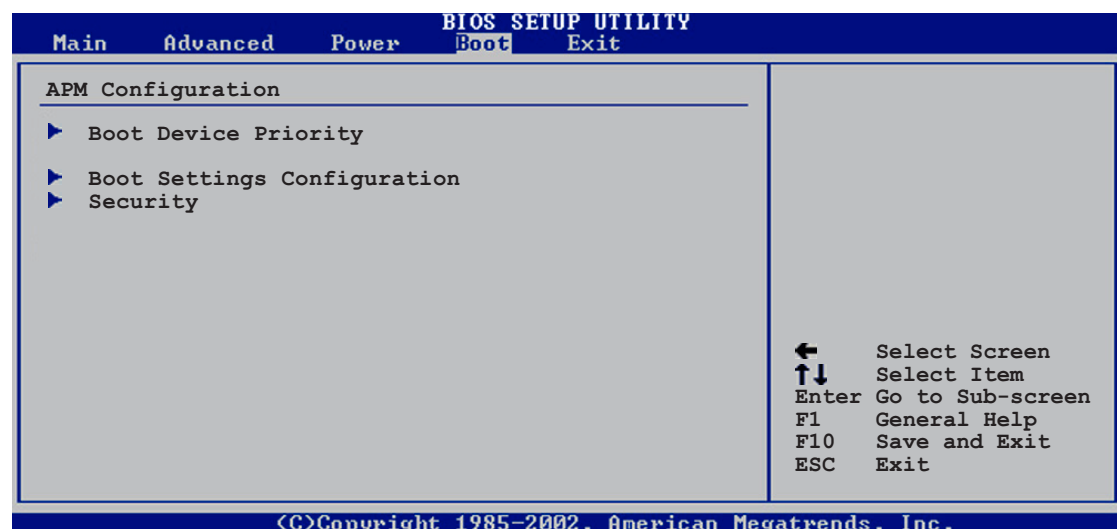 BIOS SETUP UTILITY
Main Advanced Power Boot Exit
APM Configuration
Boot Device Priority
Boot Settings Configuration
Security
← Select Screen
↑↓ Select Item
Enter Go to Sub-screen
F1 General Help
F10 Save and Exit
ESC Exit
(C)Copyright 1985-2002, American Megatrends, Inc.